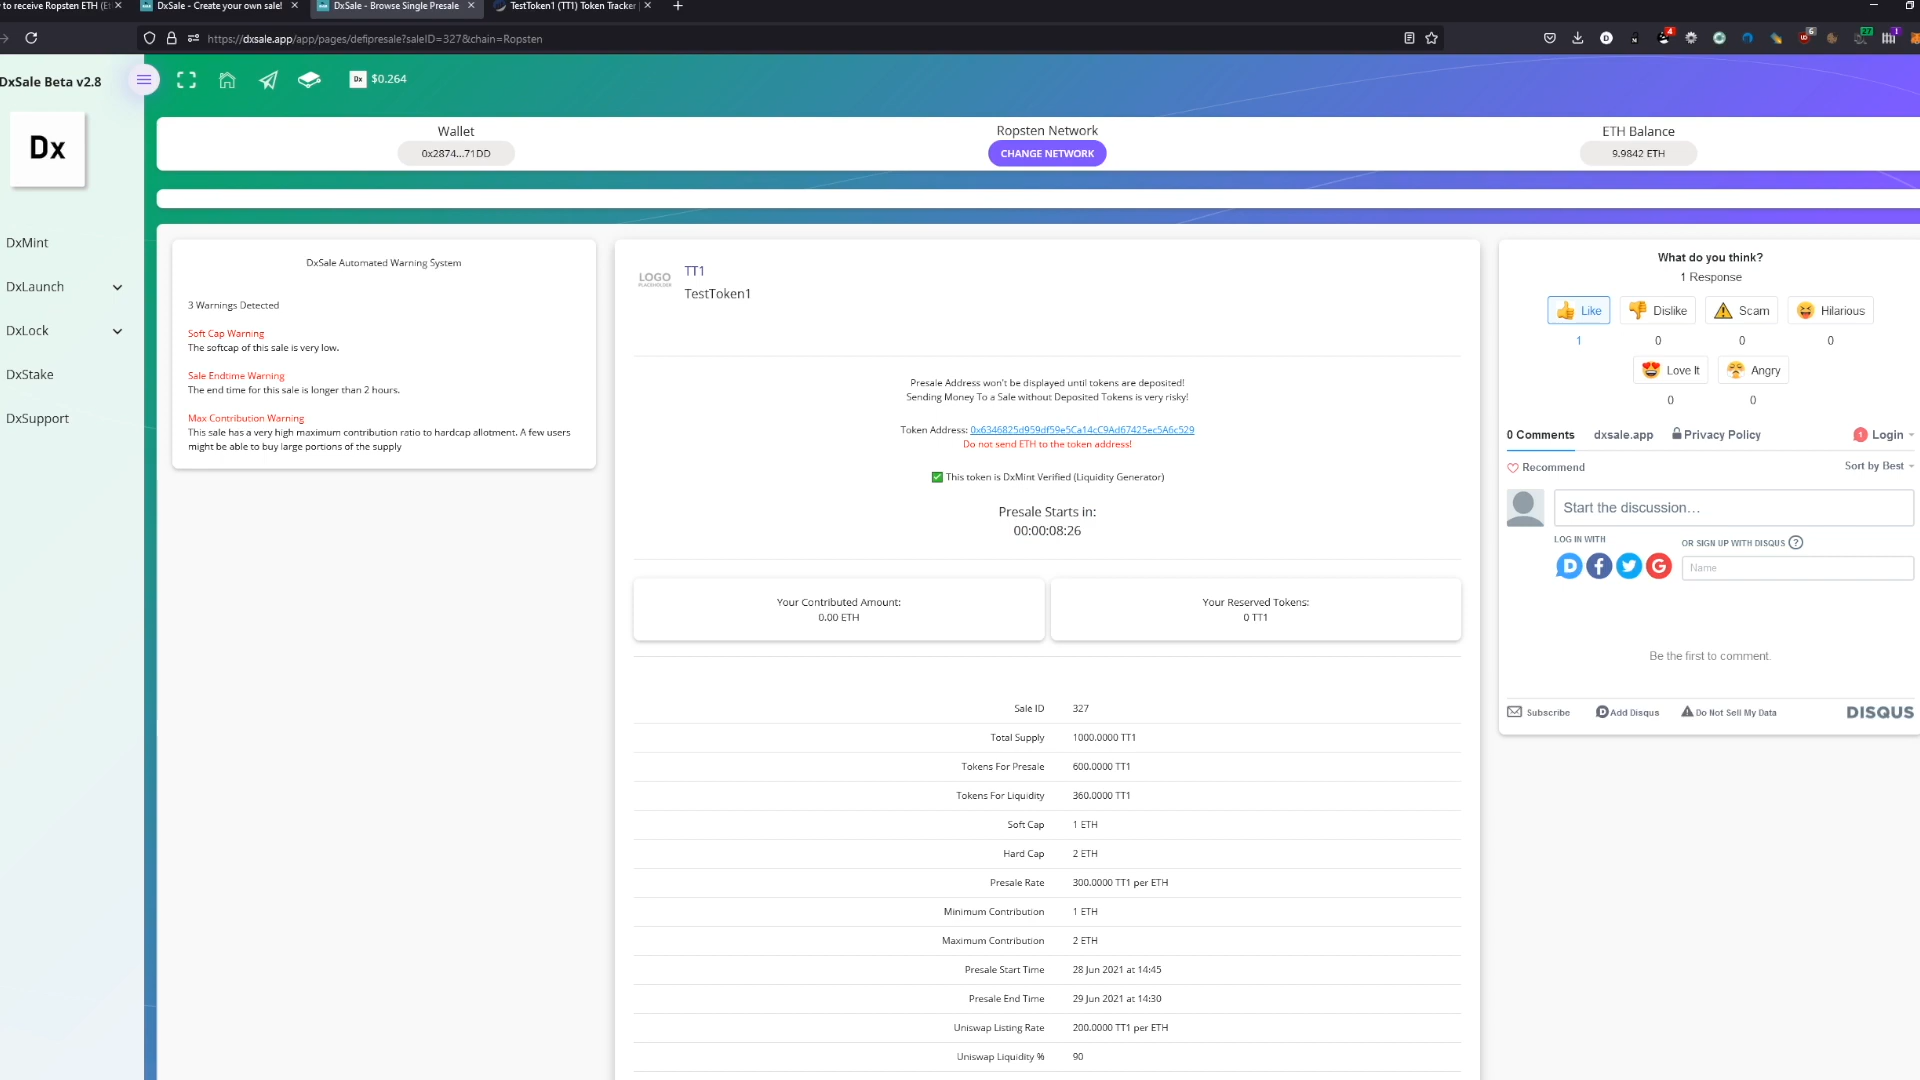 to receive Ropsten ETH (Et
DxSale - Create your own sale!
DxSale - Browse Single Presale
TestToken1 (TT1) Token Tracker
https://dxsale.app/app/pages/defipresale?saleID=327&chain=Ropsten
4
6
27
1
DxSale Beta v2.8
Dx
$0.264
Dx
Wallet
0x2874...71DD
Ropsten Network
CHANGE NETWORK
ETH Balance
9.9842 ETH
DxMint
DxLaunch
DxLock
DxStake
DxSupport
DxSale Automated Warning System
3 Warnings Detected
Soft Cap Warning
The softcap of this sale is very low.
Sale Endtime Warning
The end time for this sale is longer than 2 hours.
Max Contribution Warning
This sale has a very high maximum contribution ratio to hardcap allotment. A few users
might be able to buy large portions of the supply
LOGO
PLACEHOLDER
TT1
TestToken1
Presale Address won't be displayed until tokens are deposited!
Sending Money To a Sale without Deposited Tokens is very risky!
Token Address: 0x6346825d959df59e5Ca14cC9Ad67425ec5A6c529
Do not send ETH to the token address!
This token is DxMint Verified (Liquidity Generator)
Presale Starts in:
00:00:08:26
Your Contributed Amount:
0.00 ETH
Your Reserved Tokens:
0 TT1
Sale ID 327
Total Supply 1000.0000 TT1
Tokens For Presale 600.0000 TT1
Tokens For Liquidity 360.0000 TT1
Soft Cap 1 ETH
Hard Cap 2 ETH
Presale Rate 300.0000 TT1 per ETH
Minimum Contribution 1 ETH
Maximum Contribution 2 ETH
Presale Start Time 28 Jun 2021 at 14:45
Presale End Time 29 Jun 2021 at 14:30
Uniswap Listing Rate 200.0000 TT1 per ETH
Uniswap Liquidity % 90
What do you think?
1 Response
Like
Dislike
Scam
Hilarious
1
0
0
0
Love It
Angry
0
0
0 Comments
dxsale.app
Privacy Policy
1
Login
Recommend
Sort by Best
Start the discussion…
LOG IN WITH
OR SIGN UP WITH DISQUS ?
Name
Be the first to comment.
Subscribe
Add Disqus
Do Not Sell My Data
DISQUS